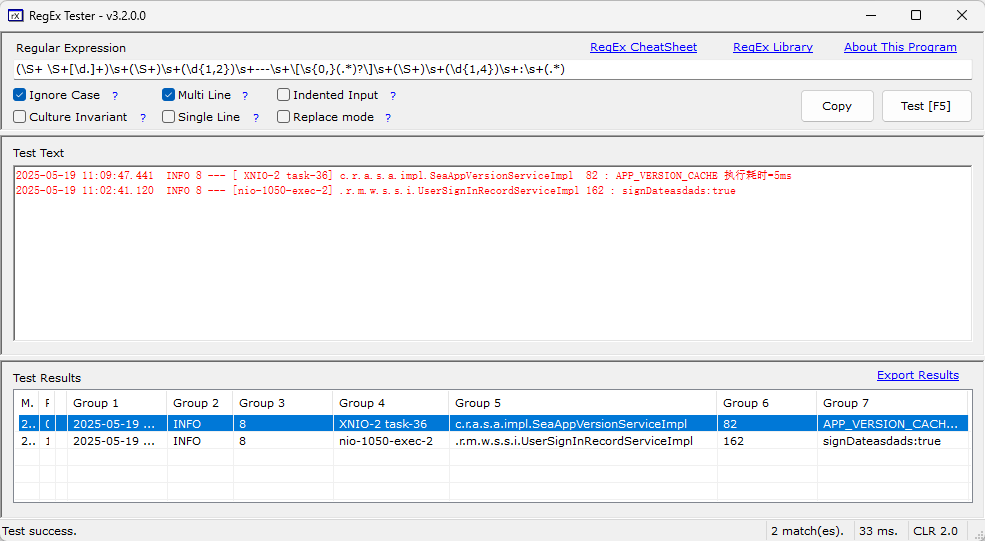 RegEx Tester - v3.2.0.0
Regular Expression
RegEx CheatSheet RegEx Library About This Program
(\S+ \S+[\d.]+)\s+(\S+)\s+(\d{1,2})\s+---\s+\[\s{0,}(.*)?\]\s+(\S+)\s+(\d{1,4})\s+:\s+(.*)
Ignore Case ? Multi Line ? Indented Input ?
Culture Invariant ? Single Line ? Replace mode ?
Copy Test [F5]
Test Text
2025-05-19 11:09:47.441  INFO 8 --- [ XNIO-2 task-36] c.r.a.s.a.impl.SeaAppVersionServiceImpl  82 : APP_VERSION_CACHE 执行耗时=5ms
2025-05-19 11:02:41.120  INFO 8 --- [nio-1050-exec-2] .r.m.w.s.s.i.UserSignInRecordServiceImpl 162 : signDateasdads:true
Test Results
Export Results
M. Group 1 Group 2 Group 3 Group 4 Group 5 Group 6 Group 7
2.. 0 2025-05-19 ... INFO 8 XNIO-2 task-36 c.r.a.s.a.impl.SeaAppVersionServiceImpl 82 APP_VERSION_CACH...
2.. 1 2025-05-19 ... INFO 8 nio-1050-exec-2 .r.m.w.s.s.i.UserSignInRecordServiceImpl 162 signDateasdads:true
Test success.
2 match(es). 33 ms. CLR 2.0